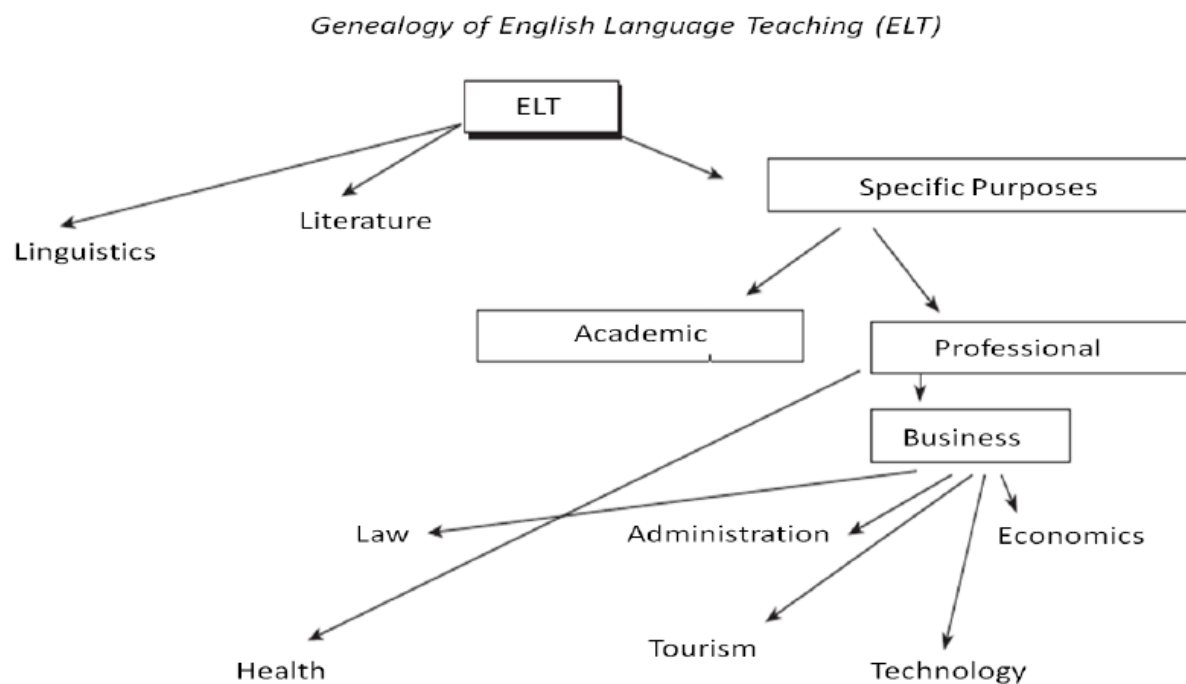 Genealogy of English Language Teaching (ELT)
ELT
Specific Purposes
Literature
Linguistics
Academic
Professional
Business
Law
Administration
Economics
Health
Tourism
Technology